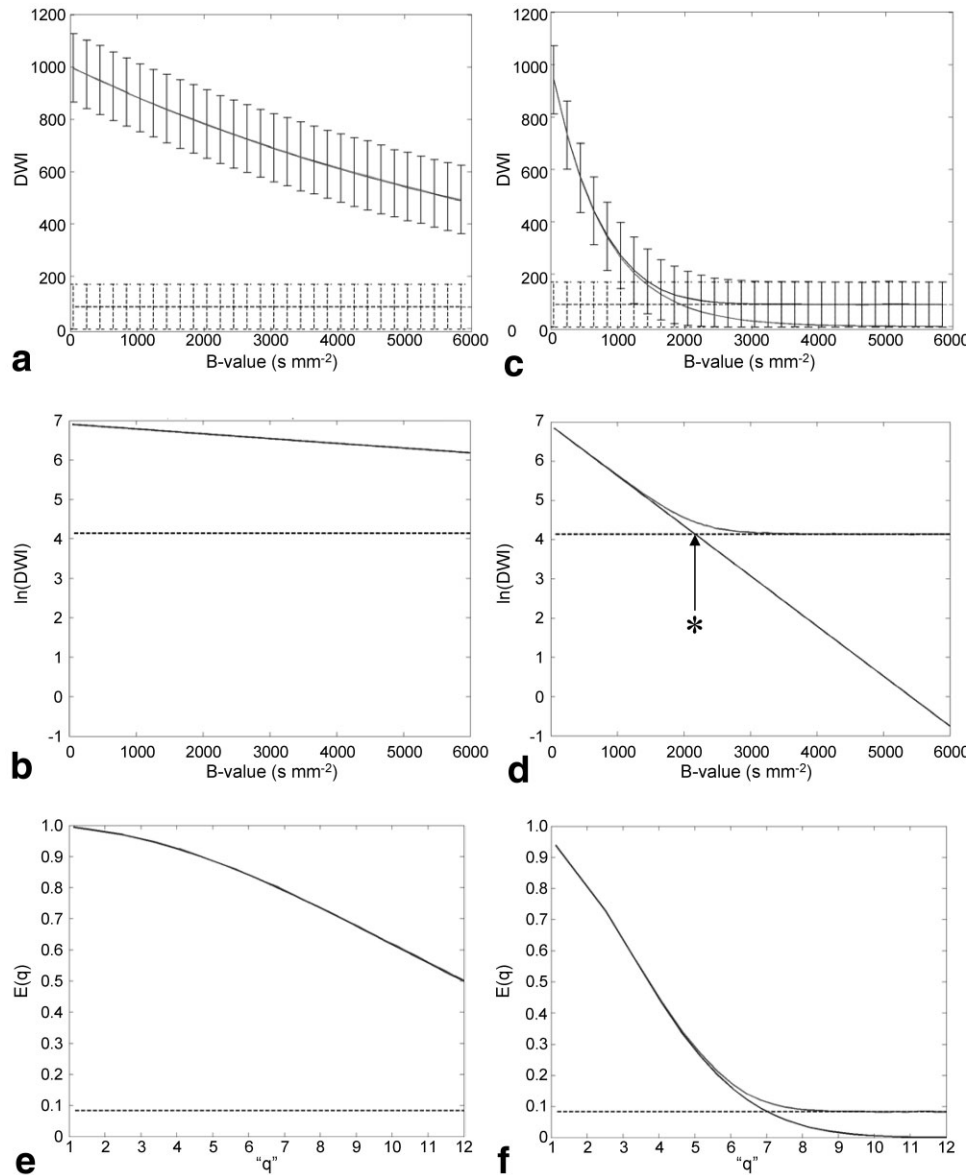 1200
1000
800
600
400
200
0
DWI
0 1000 2000 3000 4000 5000 6000
B-value (s mm-2)
a
1200
1000
800
600
400
200
0
DWI
0 1000 2000 3000 4000 5000 6000
B-value (s mm-2)
c
7
6
5
4
3
2
1
0
-1
ln(DWI)
0 1000 2000 3000 4000 5000 6000
B-value (s mm-2)
b
7
6
5
4
3
2
1
0
-1
ln(DWI)
*
0 1000 2000 3000 4000 5000 6000
B-value (s mm-2)
d
1.0
0.9
0.8
0.7
0.6
0.5
0.4
0.3
0.2
0.1
0
E(q)
1 2 3 4 5 6 7 8 9 10 11 12
“q”
e
1.0
0.9
0.8
0.7
0.6
0.5
0.4
0.3
0.2
0.1
0
E(q)
1 2 3 4 5 6 7 8 9 10 11 12
“q”
f